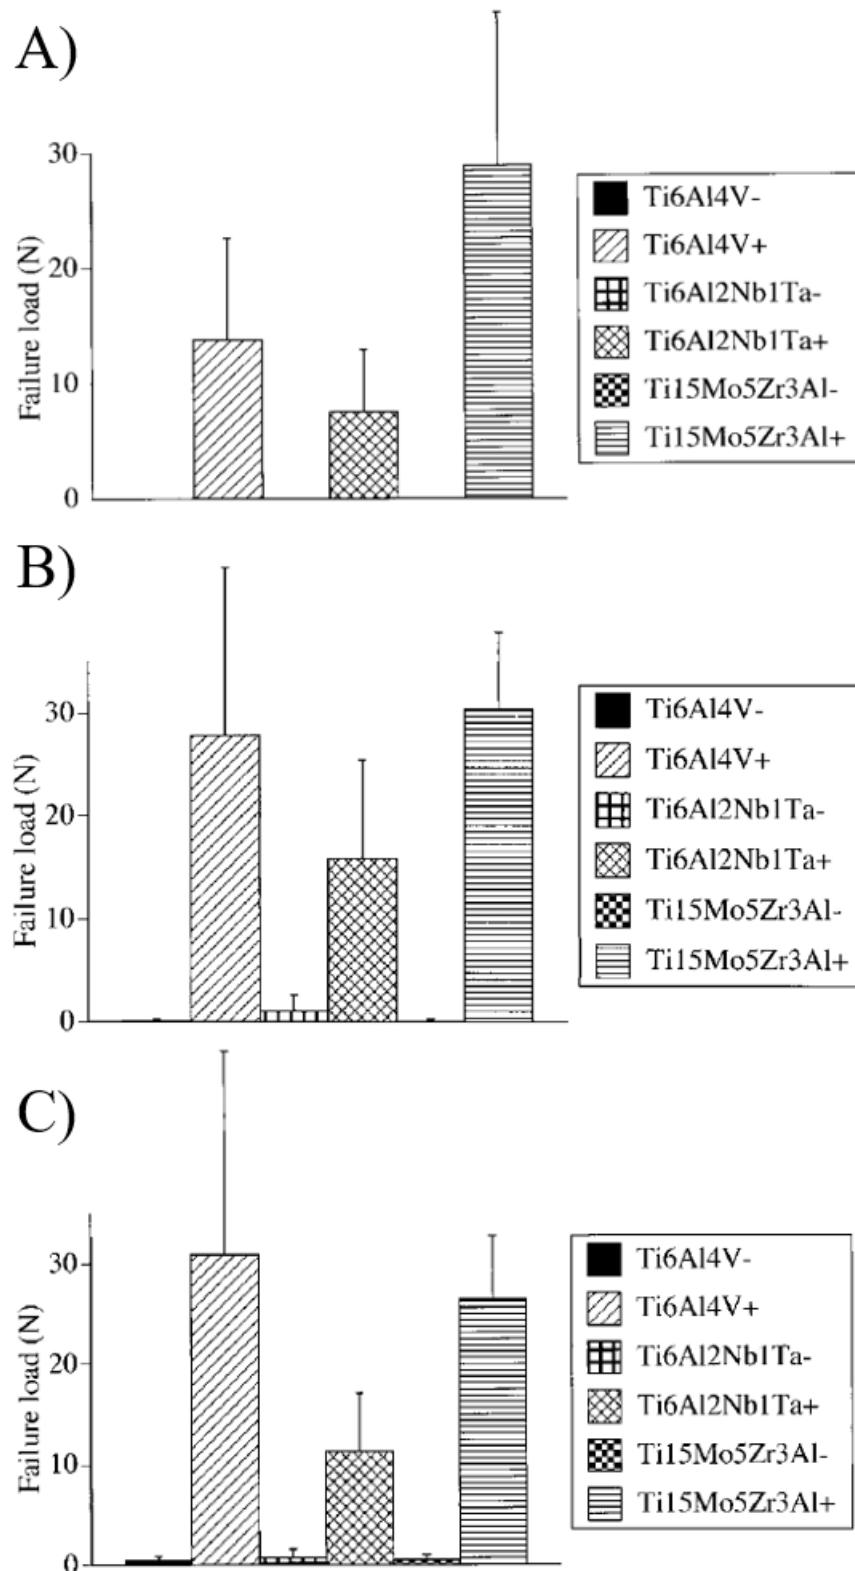 A)
30
20
10
0
Failure load (N)
Ti6Al4V-
Ti6Al4V+
Ti6Al2Nb1Ta-
Ti6Al2Nb1Ta+
Ti15Mo5Zr3Al-
Ti15Mo5Zr3Al+
B)
30
20
10
0
Failure load (N)
Ti6Al4V-
Ti6Al4V+
Ti6Al2Nb1Ta-
Ti6Al2Nb1Ta+
Ti15Mo5Zr3Al-
Ti15Mo5Zr3Al+
C)
30
20
10
0
Failure load (N)
Ti6Al4V-
Ti6Al4V+
Ti6Al2Nb1Ta-
Ti6Al2Nb1Ta+
Ti15Mo5Zr3Al-
Ti15Mo5Zr3Al+